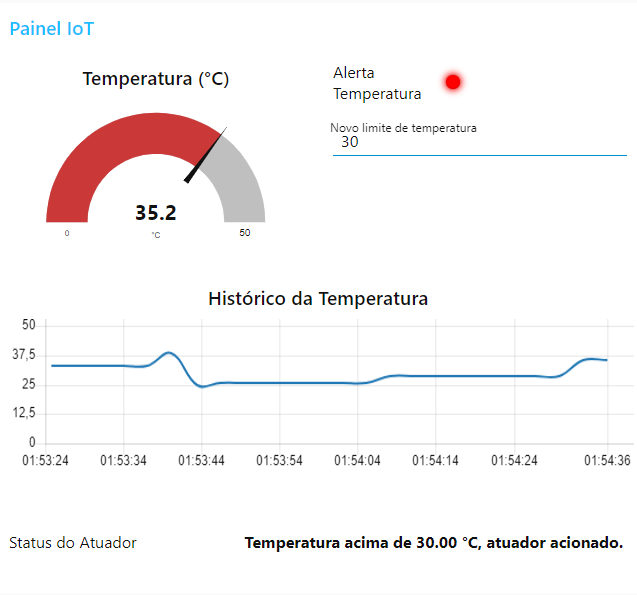 Painel IoT
Temperatura (°C)
35.2
°C
0
50
Alerta
Temperatura
Novo limite de temperatura
30
Histórico da Temperatura
50
37,5
25
12,5
0
01:53:24 01:53:34 01:53:44 01:53:54 01:54:04 01:54:14 01:54:24 01:54:36
Status do Atuador
Temperatura acima de 30.00 °C, atuador acionado.